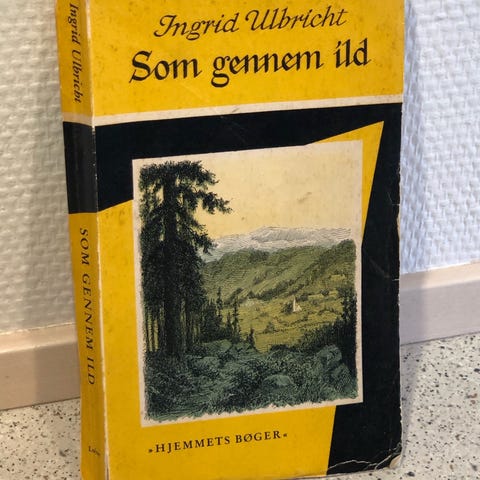 Ingrid Ulbricht
Som gennem ild
»HJEMMETS BØGER«
Ingrid Ulbricht
SOM GENNEM ILD